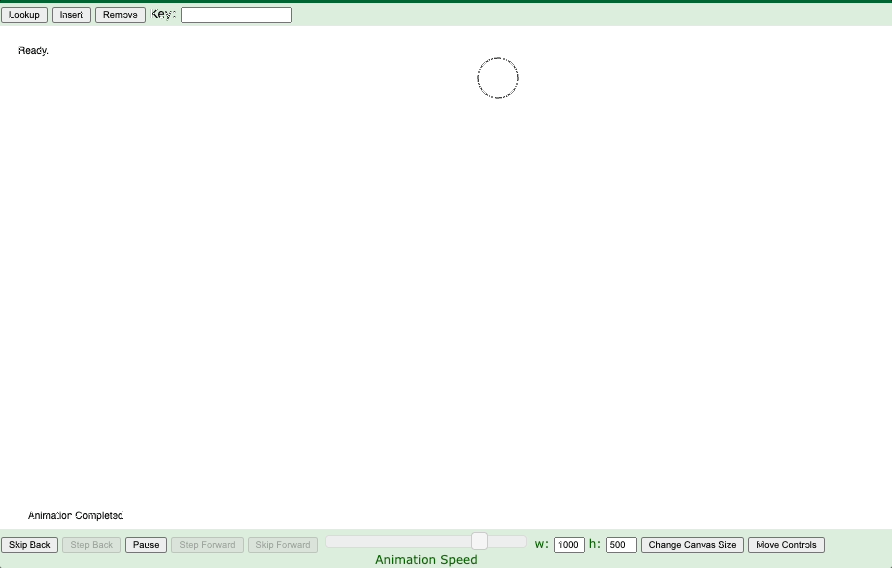 Lookup Insert Remove Key:
Ready.
Animation Completed
Skip Back Step Back Pause Step Forward Skip Forward w: 1000 h: 500 Change Canvas Size Move Controls
Animation Speed